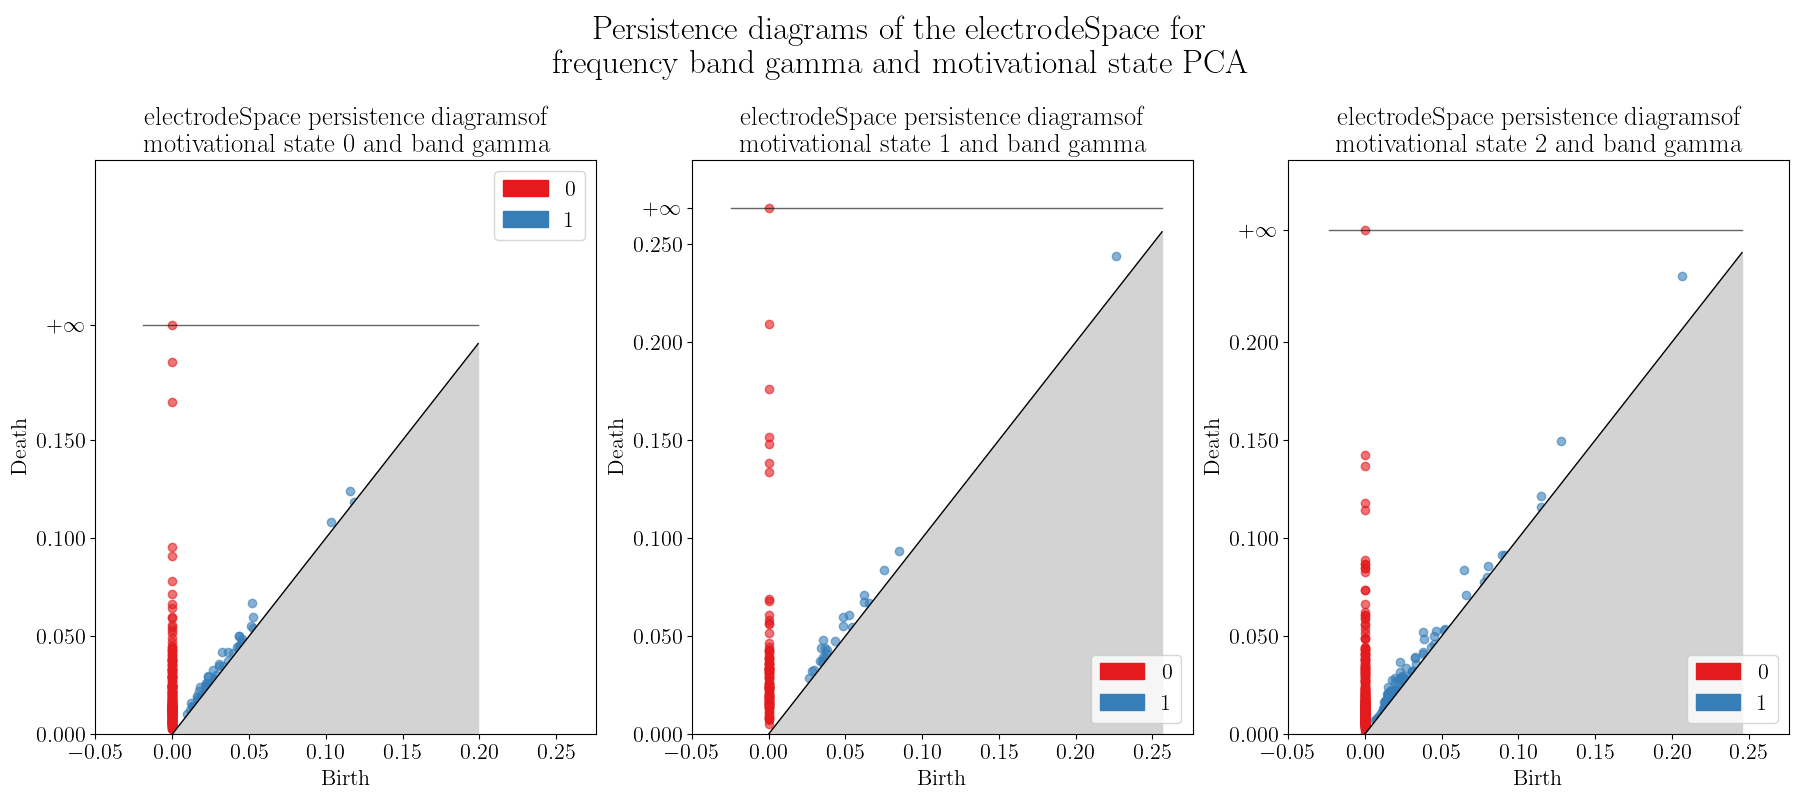 Persistence diagrams of the electrodeSpace for
frequency band gamma and motivational state PCA
electrodeSpace persistence diagramsof
motivational state 0 and band gamma
0
1
+∞
0.150
0.100
0.050
0.000
Death
−0.05 0.00 0.05 0.10 0.15 0.20 0.25
Birth
electrodeSpace persistence diagramsof
motivational state 1 and band gamma
+∞
0.250
0.200
0.150
0.100
0.050
0.000
Death
0
1
−0.05 0.00 0.05 0.10 0.15 0.20 0.25
Birth
electrodeSpace persistence diagramsof
motivational state 2 and band gamma
+∞
0.200
0.150
0.100
0.050
0.000
Death
0
1
−0.05 0.00 0.05 0.10 0.15 0.20 0.25
Birth